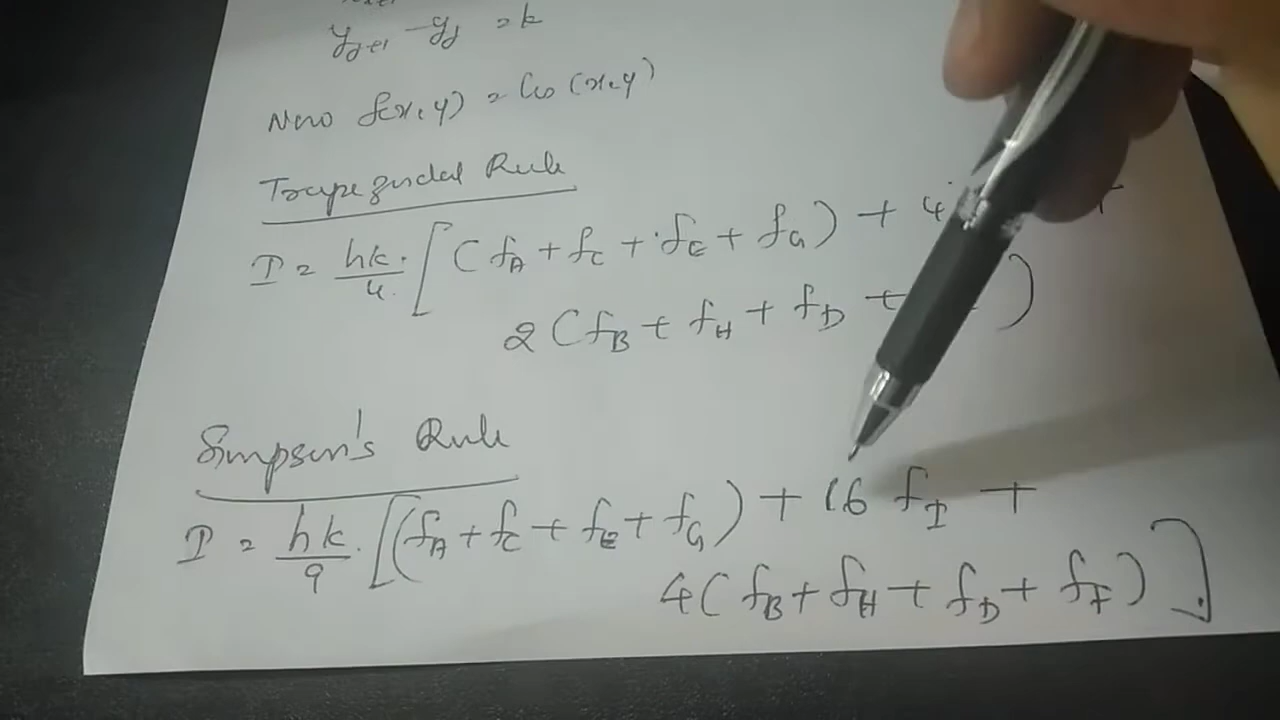 y_{j+1} - y_j = k
Now f(x, y) = Cos(x, y)
Trapezoidal Rule
I = hk/4 [(f_A + f_C + f_E + f_G) + 4 +
2(f_B + f_H + f_D + )
Simpson's Rule
I = hk/9 [(f_A + f_C + f_E + f_G) + 16 f_I +
4(f_B + f_H + f_D + f_F)]